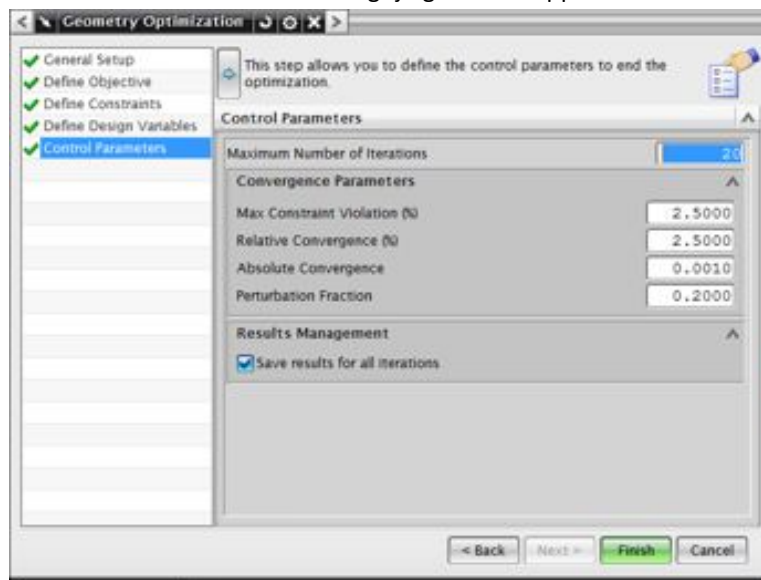 Geometry Optimization
General Setup
Define Objective
Define Constraints
Define Design Variables
Control Parameters
This step allows you to define the control parameters to end the
optimization.
Control Parameters
Maximum Number of Iterations 20
Convergence Parameters
Max Constraint Violation (%) 2.5000
Relative Convergence (%) 2.5000
Absolute Convergence 0.0010
Perturbation Fraction 0.2000
Results Management
Save results for all iterations
< Back Next > Finish Cancel